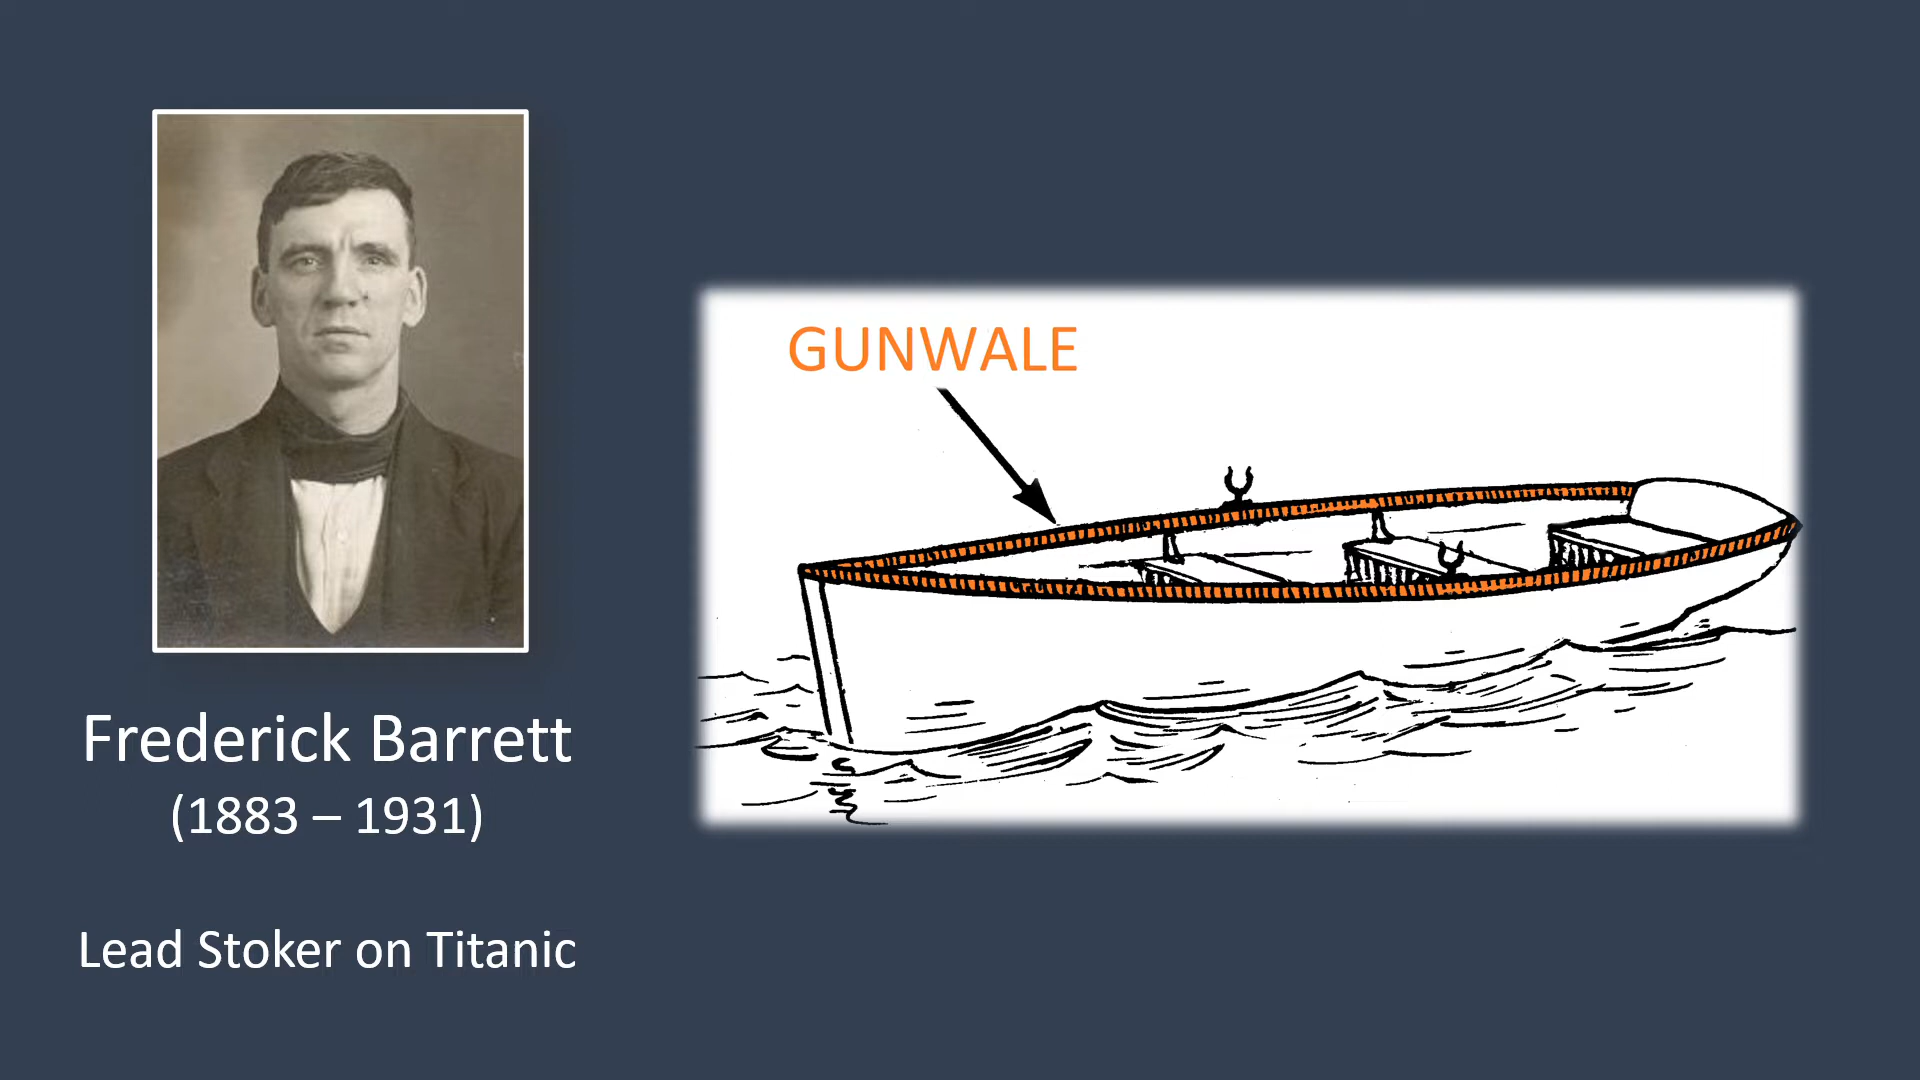 GUNWALE
Frederick Barrett
(1883 – 1931)
Lead Stoker on Titanic